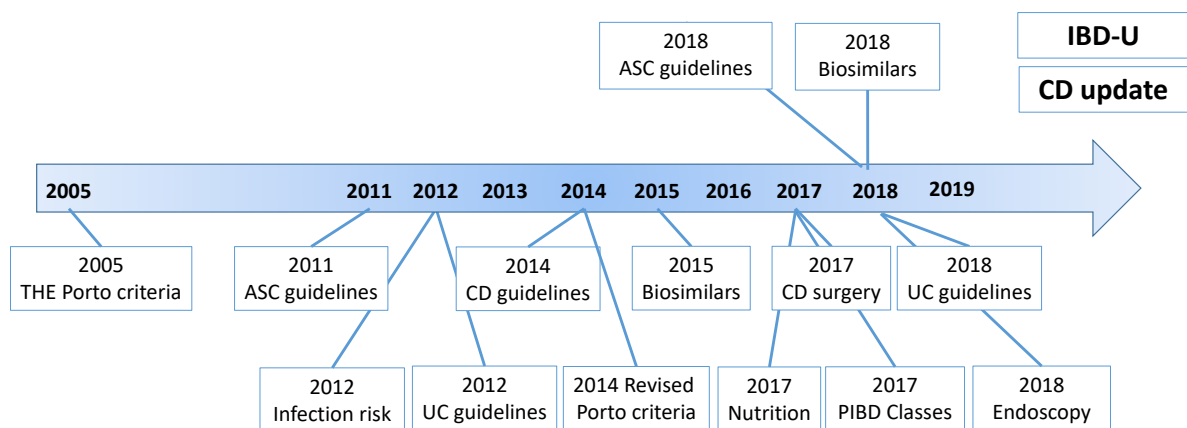 2018
ASC guidelines
2018
Biosimilars
IBD-U
CD update
2005 2011 2012 2013 2014 2015 2016 2017 2018 2019
2005
THE Porto criteria
2011
ASC guidelines
2014
CD guidelines
2015
Biosimilars
2017
CD surgery
2018
UC guidelines
2012
Infection risk
2012
UC guidelines
2014 Revised
Porto criteria
2017
Nutrition
2017
PIBD Classes
2018
Endoscopy